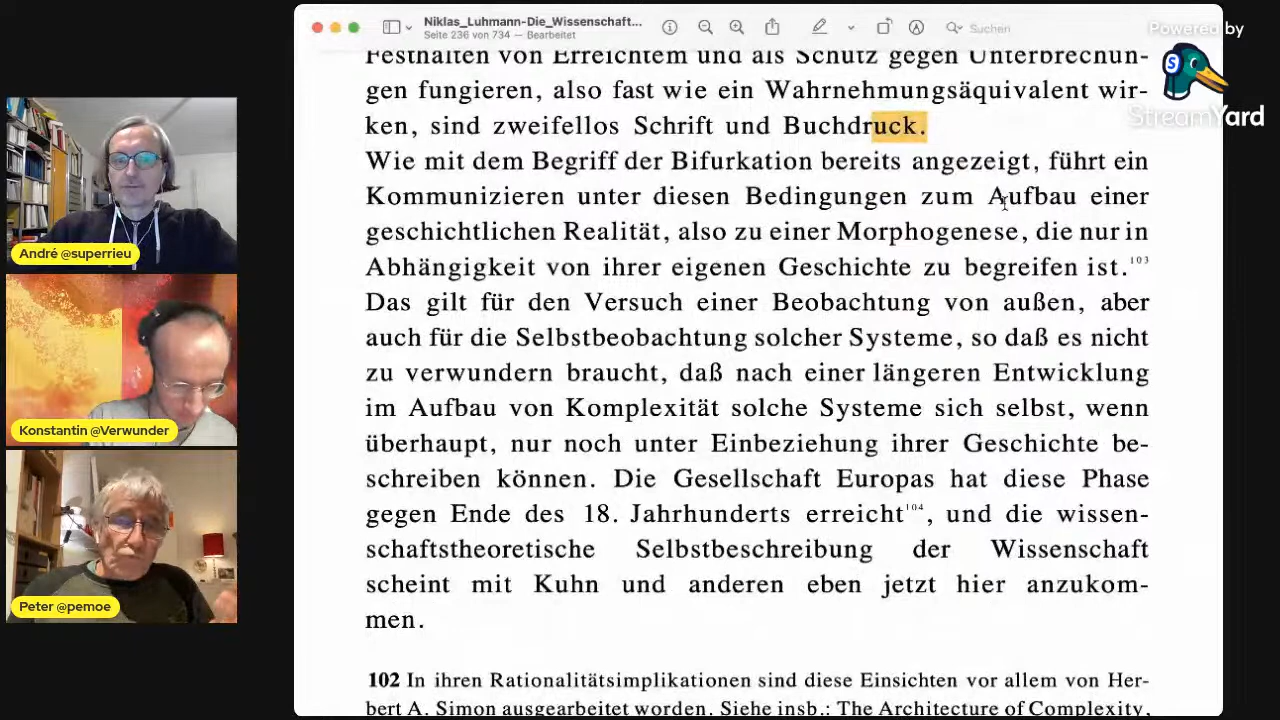 Niklas_Luhmann-Die_Wissenschaft...
Seite 236 von 734 – Bearbeitet
Suchen
Powered by
StreamYard
Festhalten von Erreichtem und als Schutz gegen Unterbrechun-
gen fungieren, also fast wie ein Wahrnehmungsäquivalent wir-
ken, sind zweifellos Schrift und Buchdruck.
Wie mit dem Begriff der Bifurkation bereits angezeigt, führt ein
Kommunizieren unter diesen Bedingungen zum Aufbau einer
geschichtlichen Realität, also zu einer Morphogenese, die nur in
Abhängigkeit von ihrer eigenen Geschichte zu begreifen ist.103
Das gilt für den Versuch einer Beobachtung von außen, aber
auch für die Selbstbeobachtung solcher Systeme, so daß es nicht
zu verwundern braucht, daß nach einer längeren Entwicklung
im Aufbau von Komplexität solche Systeme sich selbst, wenn
überhaupt, nur noch unter Einbeziehung ihrer Geschichte be-
schreiben können. Die Gesellschaft Europas hat diese Phase
gegen Ende des 18. Jahrhunderts erreicht104, und die wissen-
schaftstheoretische Selbstbeschreibung der Wissenschaft
scheint mit Kuhn und anderen eben jetzt hier anzukom-
men.
102 In ihren Rationalitätsimplikationen sind diese Einsichten vor allem von Her-
bert A. Simon ausgearbeitet worden. Siehe insb.: The Architecture of Complexity,
André @superrieu
Konstantin @Verwunder
Peter @pemoe